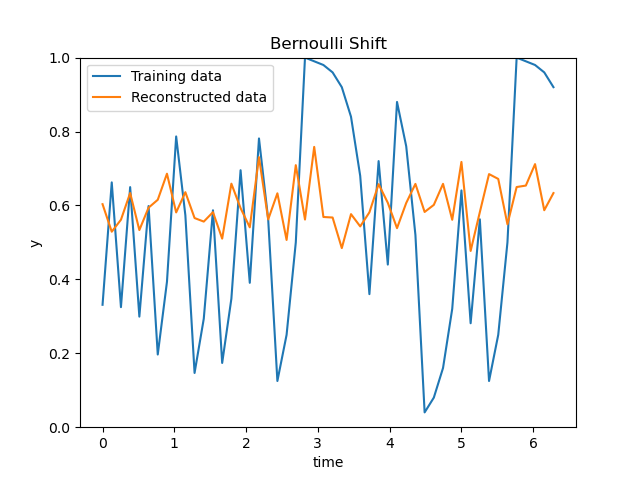 Bernoulli Shift
Training data
Reconstructed data
1.0
0.8
0.6
0.4
0.2
0.0
y
0 1 2 3 4 5 6
time